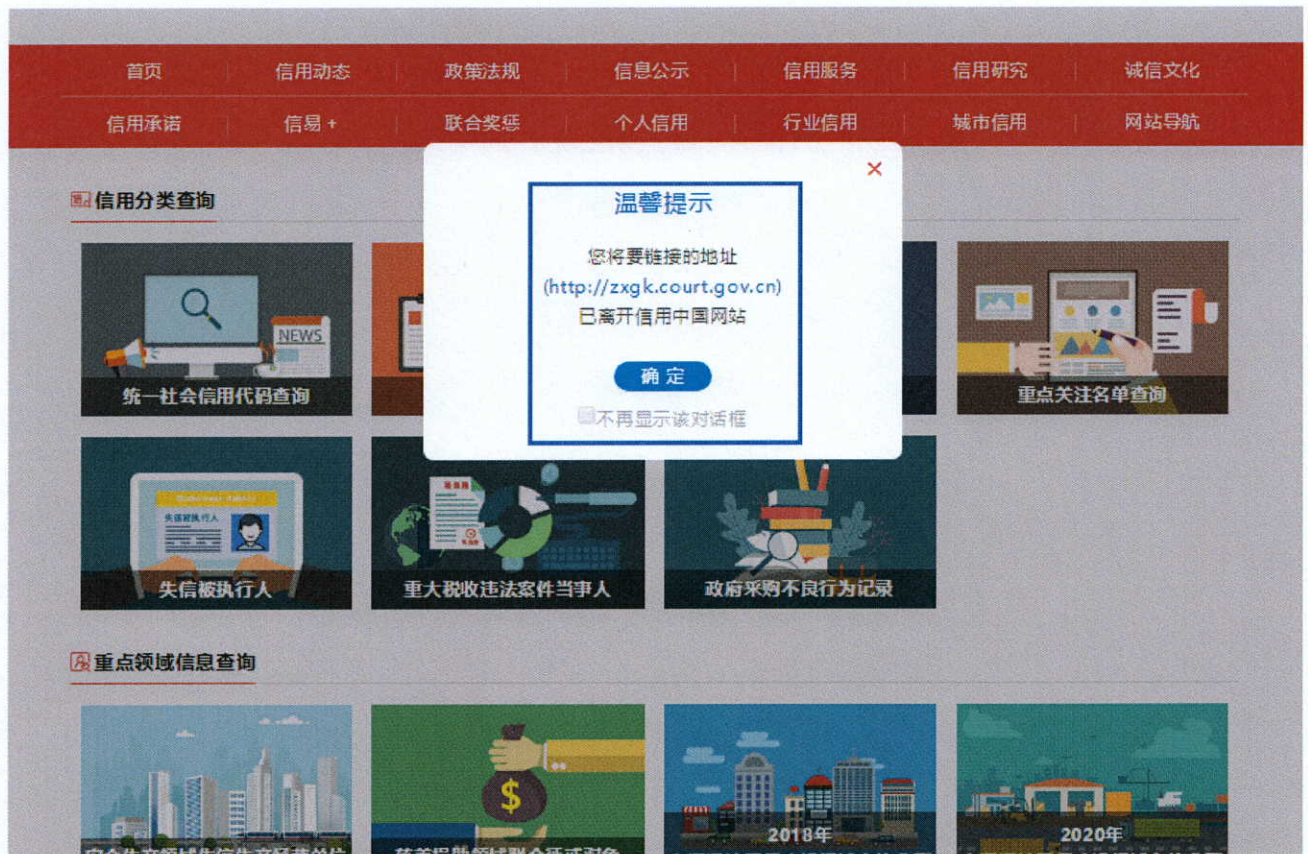 首页 信用动态 政策法规 信息公示 信用服务 信用研究 诚信文化
信用承诺 信易+ 联合奖惩 个人信用 行业信用 城市信用 网站导航
信用分类查询
温馨提示
您将要链接的地址
(http://zxgk.court.gov.cn)
已离开信用中国网站
确定
不再显示该对话框
NEWS
统一社会信用代码查询
重点关注名单查询
失信被执行人
失信被执行人
重大税收违法案件当事人
政府采购不良行为记录
重点领域信息查询
$
2018年
2020年